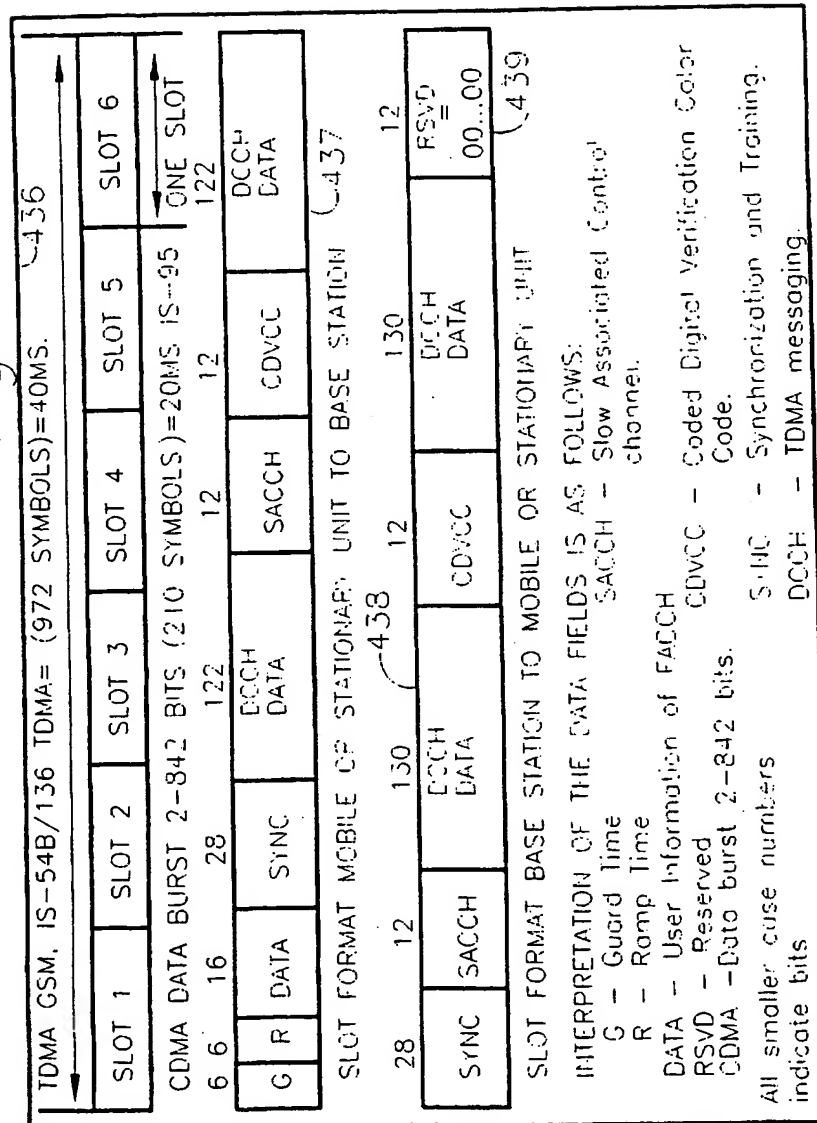 TDMA GSM, IS-54B/136 TDMA= (972 SYMBOLS)=40MS. 436
SLOT 1 SLOT 2 SLOT 3 SLOT 4 SLOT 5 SLOT 6
CDMA DATA BURST 2-842 BITS (210 SYMBOLS)=20MS IS--95 ONE SLOT
6 6 16 28 122 12 12 122
G R DATA SYNC DCCH DATA SACCH CDVCC DCCH DATA
SLOT FORMAT MOBILE OR STATIONARY UNIT TO BASE STATION 437
438
28 12 130 12 130 12
SYNC SACCH DCCH DATA CDVCC DCCH DATA RSVD = 00...00
439
SLOT FORMAT BASE STATION TO MOBILE OR STATIONARY UNIT
INTERPRETATION OF THE DATA FIELDS IS AS FOLLOWS:
G - Guard Time
R - Ramp Time
DATA - User Information of FACCH
RSVD - Reserved
CDMA -Data burst 2-842 bits.
All smaller case numbers
indicate bits
SACCH - Slow Associated Control
channel.
CDVCC - Coded Digital Verification Color
Code.
SYNC - Synchronization and Training.
DCCH - TDMA messaging.